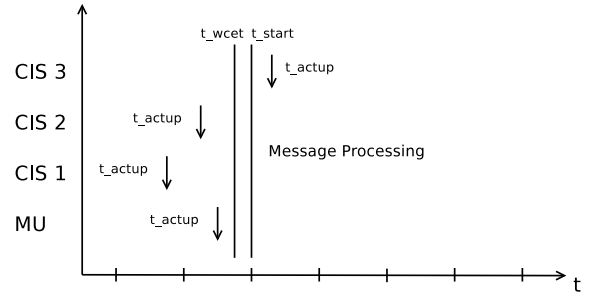 t_wcet t_start
CIS 3 t_actup
CIS 2 t_actup
Message Processing
CIS 1 t_actup
MU t_actup
t